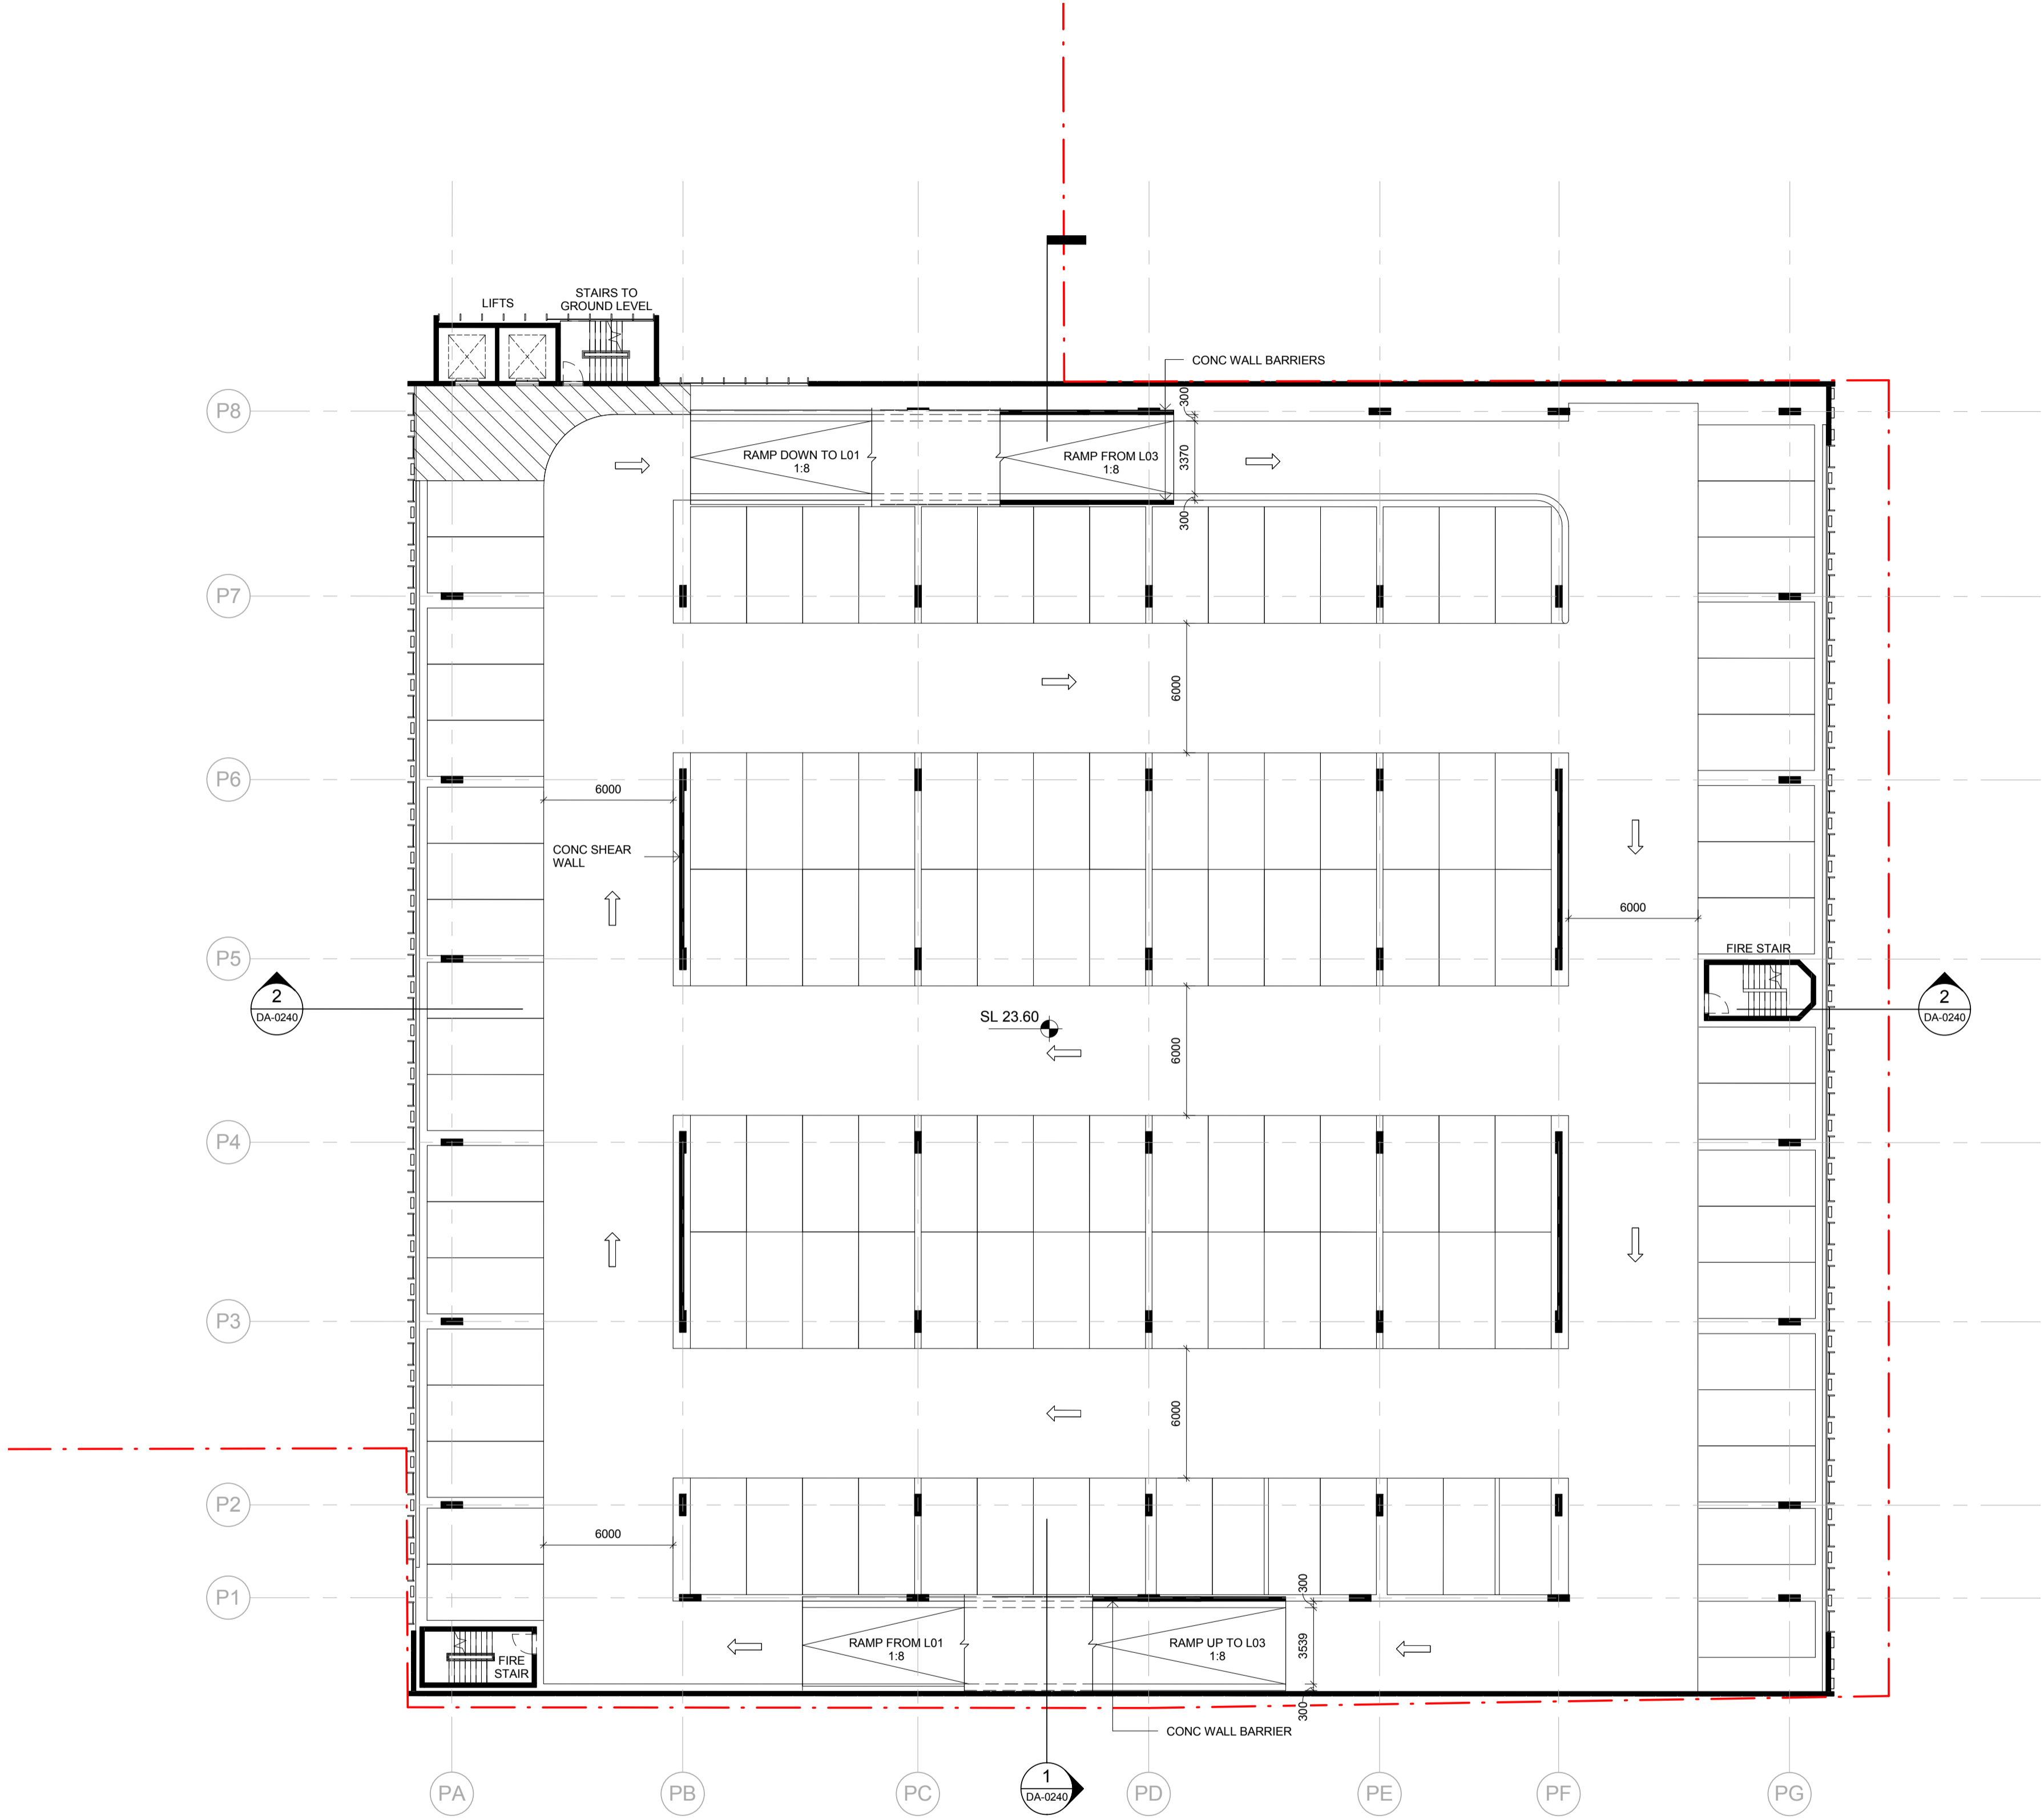 LIFTS
STAIRS TO
GROUND LEVEL
CONC WALL BARRIERS
P8
300
RAMP DOWN TO L01
1:8
RAMP FROM L03
1:8
3370
300
P7
6000
P6
6000
CONC SHEAR
WALL
6000
FIRE STAIR
P5
2
DA-0240
SL 23.60
2
DA-0240
6000
P4
P3
6000
P2
6000
P1
300
RAMP FROM L01
1:8
RAMP UP TO L03
1:8
3539
FIRE
STAIR
300
CONC WALL BARRIER
PA
PB
PC
1
DA-0240
PD
PE
PF
PG